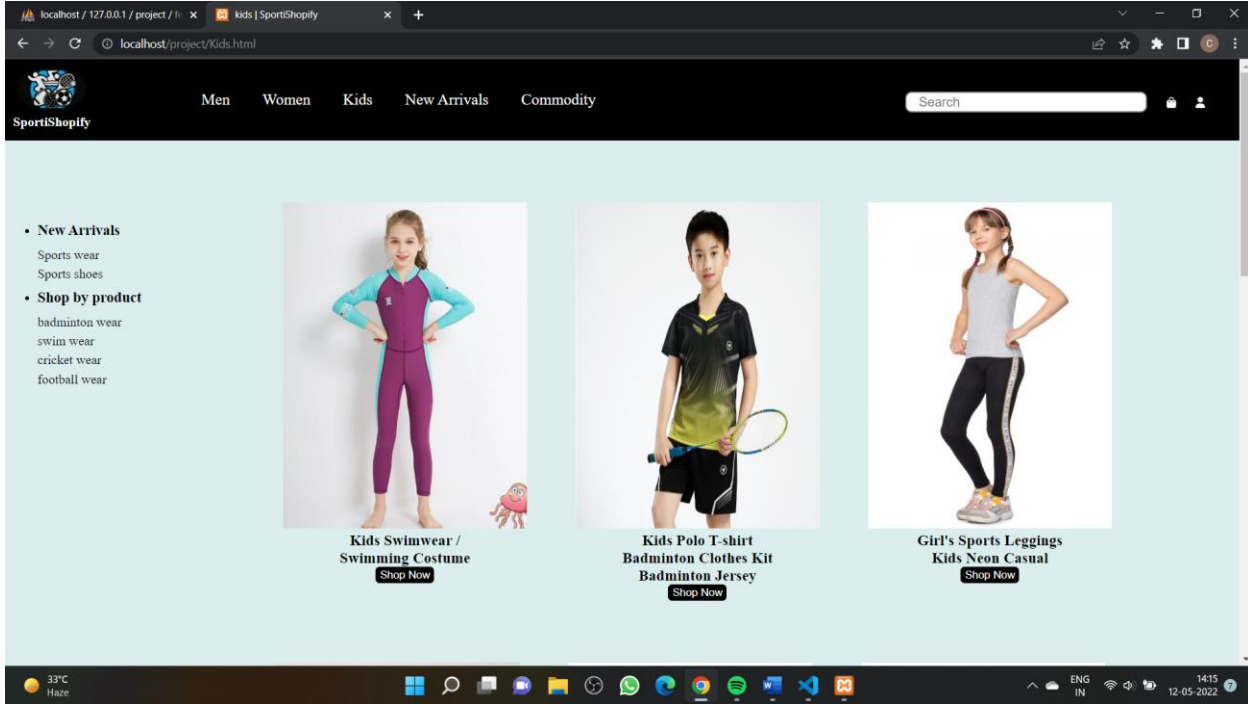 localhost / 127.0.0.1 / project / fe
kids | SportiShopify
localhost/project/Kids.html
C
SportiShopify
Men Women Kids New Arrivals Commodity
Search
New Arrivals
Sports wear
Sports shoes
Shop by product
badminton wear
swim wear
cricket wear
football wear
Kids Swimwear /
Swimming Costume
Shop Now
Kids Polo T-shirt
Badminton Clothes Kit
Badminton Jersey
Shop Now
Girl's Sports Leggings
Kids Neon Casual
Shop Now
33°C
Haze
ENG
IN
14:15
12-05-2022
7